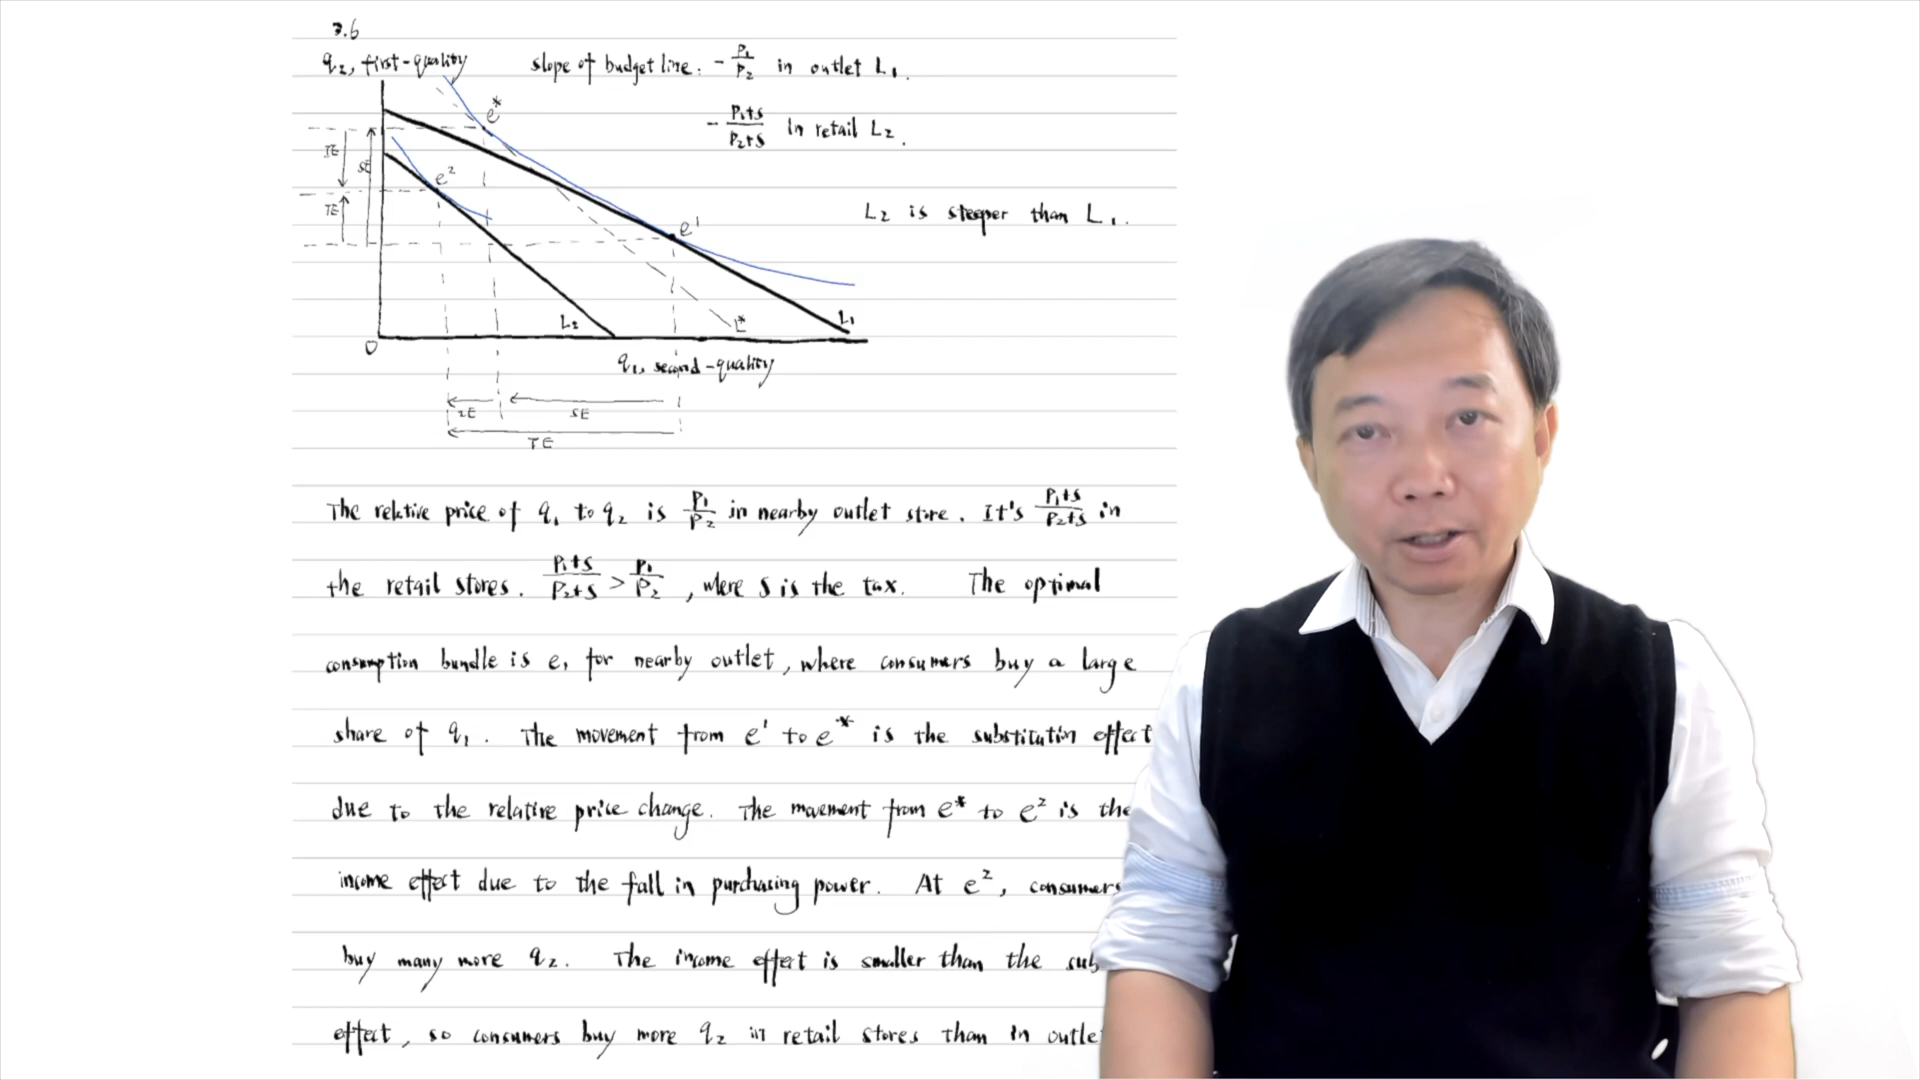 3.6
q₂, first-quality
slope of budget line: - P₁/P₂ in outlet L₁.
- P₁+s/P₂+s in retail L₂.
L₂ is steeper than L₁.
e*
e²
e¹
IE
SE
TE
L₂
L*
L₁
0
q₁, second-quality
IE
SE
TE
The reltive price of q₁ to q₂ is P₁/P₂ in nearby outlet store. It's P₁+s/P₂+s in
the retail stores. P₁+s/P₂+s > P₁/P₂, where s is the tax. The optimal
consumption bundle is e, for nearby outlet, where consumers buy a large
share of q₁. The movement from e¹ to e* is the substitution effect
due to the relative price change. The movement from e* to e² is the
income effect due to the fall in purchasing power. At e², consumers
buy many more q₂. The income effect is smaller than the sub
effect, so consumers buy more q₂ in retail stores than in outle